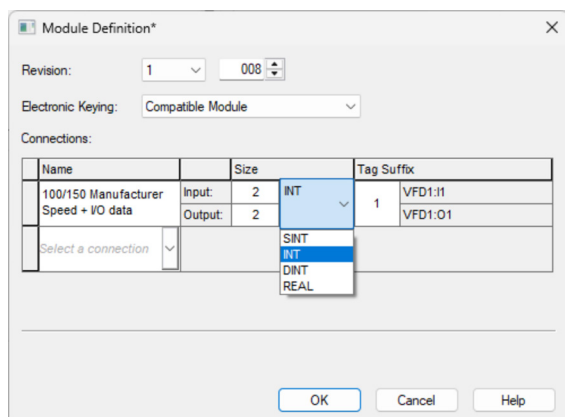 Module Definition*
Revision:
1
008
Electronic Keying:
Compatible Module
Connections:
Name
Size
Tag Suffix
100/150 Manufacturer
Speed + I/O data
Input:
2
INT
1
VFD1:I1
Output:
2
VFD1:O1
Select a connection
SINT
INT
DINT
REAL
OK
Cancel
Help